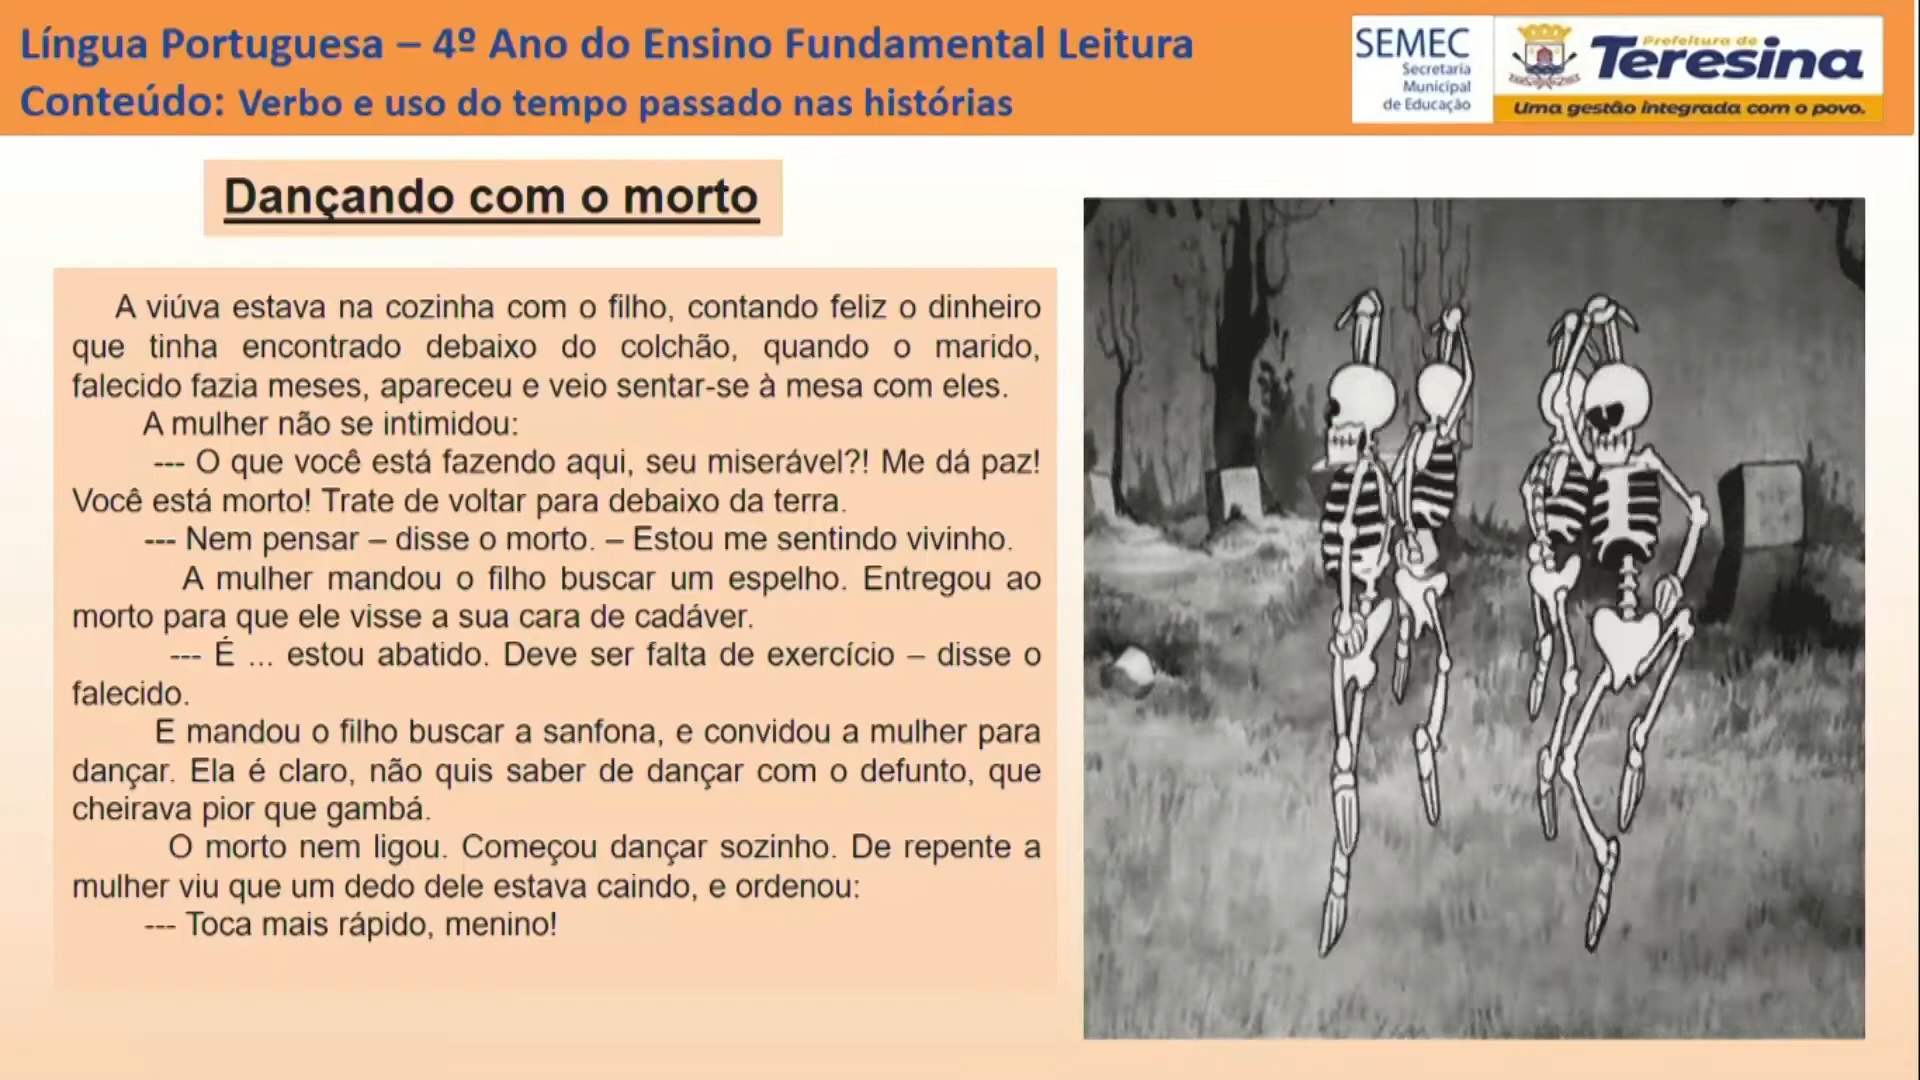 Língua Portuguesa – 4º Ano do Ensino Fundamental Leitura
Conteúdo: Verbo e uso do tempo passado nas histórias
SEMEC
Secretaria
Municipal
de Educação
Prefeitura de
Teresina
Uma gestão integrada com o povo.
Dançando com o morto
A viúva estava na cozinha com o filho, contando feliz o dinheiro
que tinha encontrado debaixo do colchão, quando o marido,
falecido fazia meses, apareceu e veio sentar-se à mesa com eles.
A mulher não se intimidou:
--- O que você está fazendo aqui, seu miserável?! Me dá paz!
Você está morto! Trate de voltar para debaixo da terra.
--- Nem pensar – disse o morto. – Estou me sentindo vivinho.
A mulher mandou o filho buscar um espelho. Entregou ao
morto para que ele visse a sua cara de cadáver.
--- É ... estou abatido. Deve ser falta de exercício – disse o
falecido.
E mandou o filho buscar a sanfona, e convidou a mulher para
dançar. Ela é claro, não quis saber de dançar com o defunto, que
cheirava pior que gambá.
O morto nem ligou. Começou dançar sozinho. De repente a
mulher viu que um dedo dele estava caindo, e ordenou:
--- Toca mais rápido, menino!